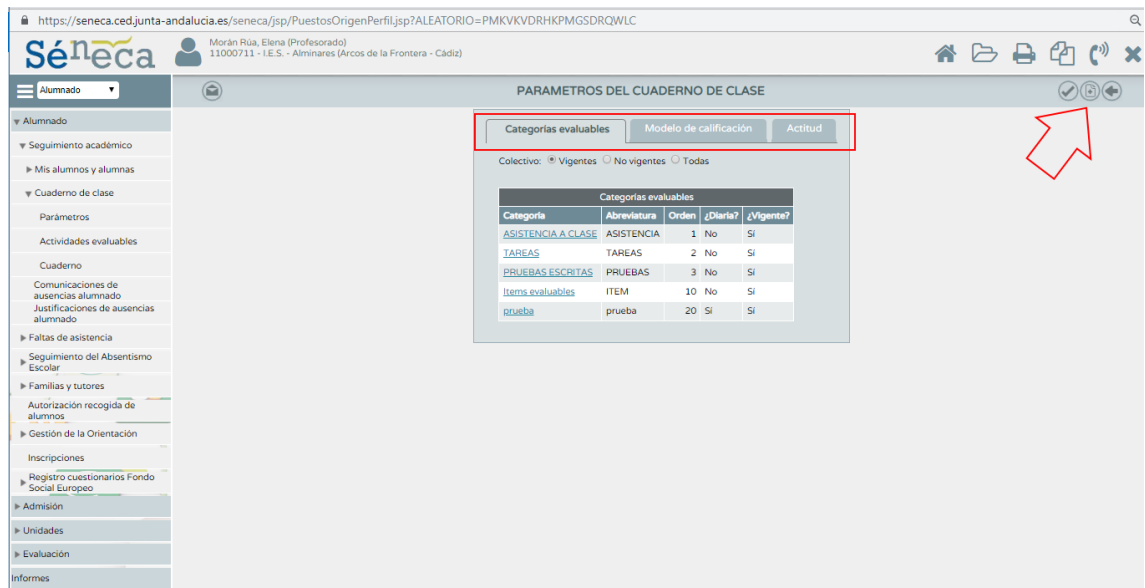 https://seneca.ced.junta-andalucia.es/seneca/jsp/PuestosOrigenPerfil.jsp?ALEATORIO=PMKVKVDRHKPMGSDRQWLC
Séneca
Morán Rúa, Elena (Profesorado)
11000711 - I.E.S. - Alminares (Arcos de la Frontera - Cádiz)
Alumnado
PARAMETROS DEL CUADERNO DE CLASE
Alumnado
Seguimiento académico
Mis alumnos y alumnas
Cuaderno de clase
Parámetros
Actividades evaluables
Cuaderno
Comunicaciones de
ausencias alumnado
Justificaciones de ausencias
alumnado
Faltas de asistencia
Seguimiento del Absentismo
Escolar
Familias y tutores
Autorización recogida de
alumnos
Gestión de la Orientación
Inscripciones
Registro cuestionarios Fondo
Social Europeo
Admisión
Unidades
Evaluación
Informes
Categorías evaluables Modelo de calificación Actitud
Colectivo: Vigentes No vigentes Todas
Categorías evaluables
Categoría Abreviatura Orden ¿Diaria? ¿Vigente?
ASISTENCIA A CLASE ASISTENCIA 1 No Sí
TAREAS TAREAS 2 No Sí
PRUEBAS ESCRITAS PRUEBAS 3 No Sí
Items evaluables ITEM 10 No Sí
prueba prueba 20 Sí Sí